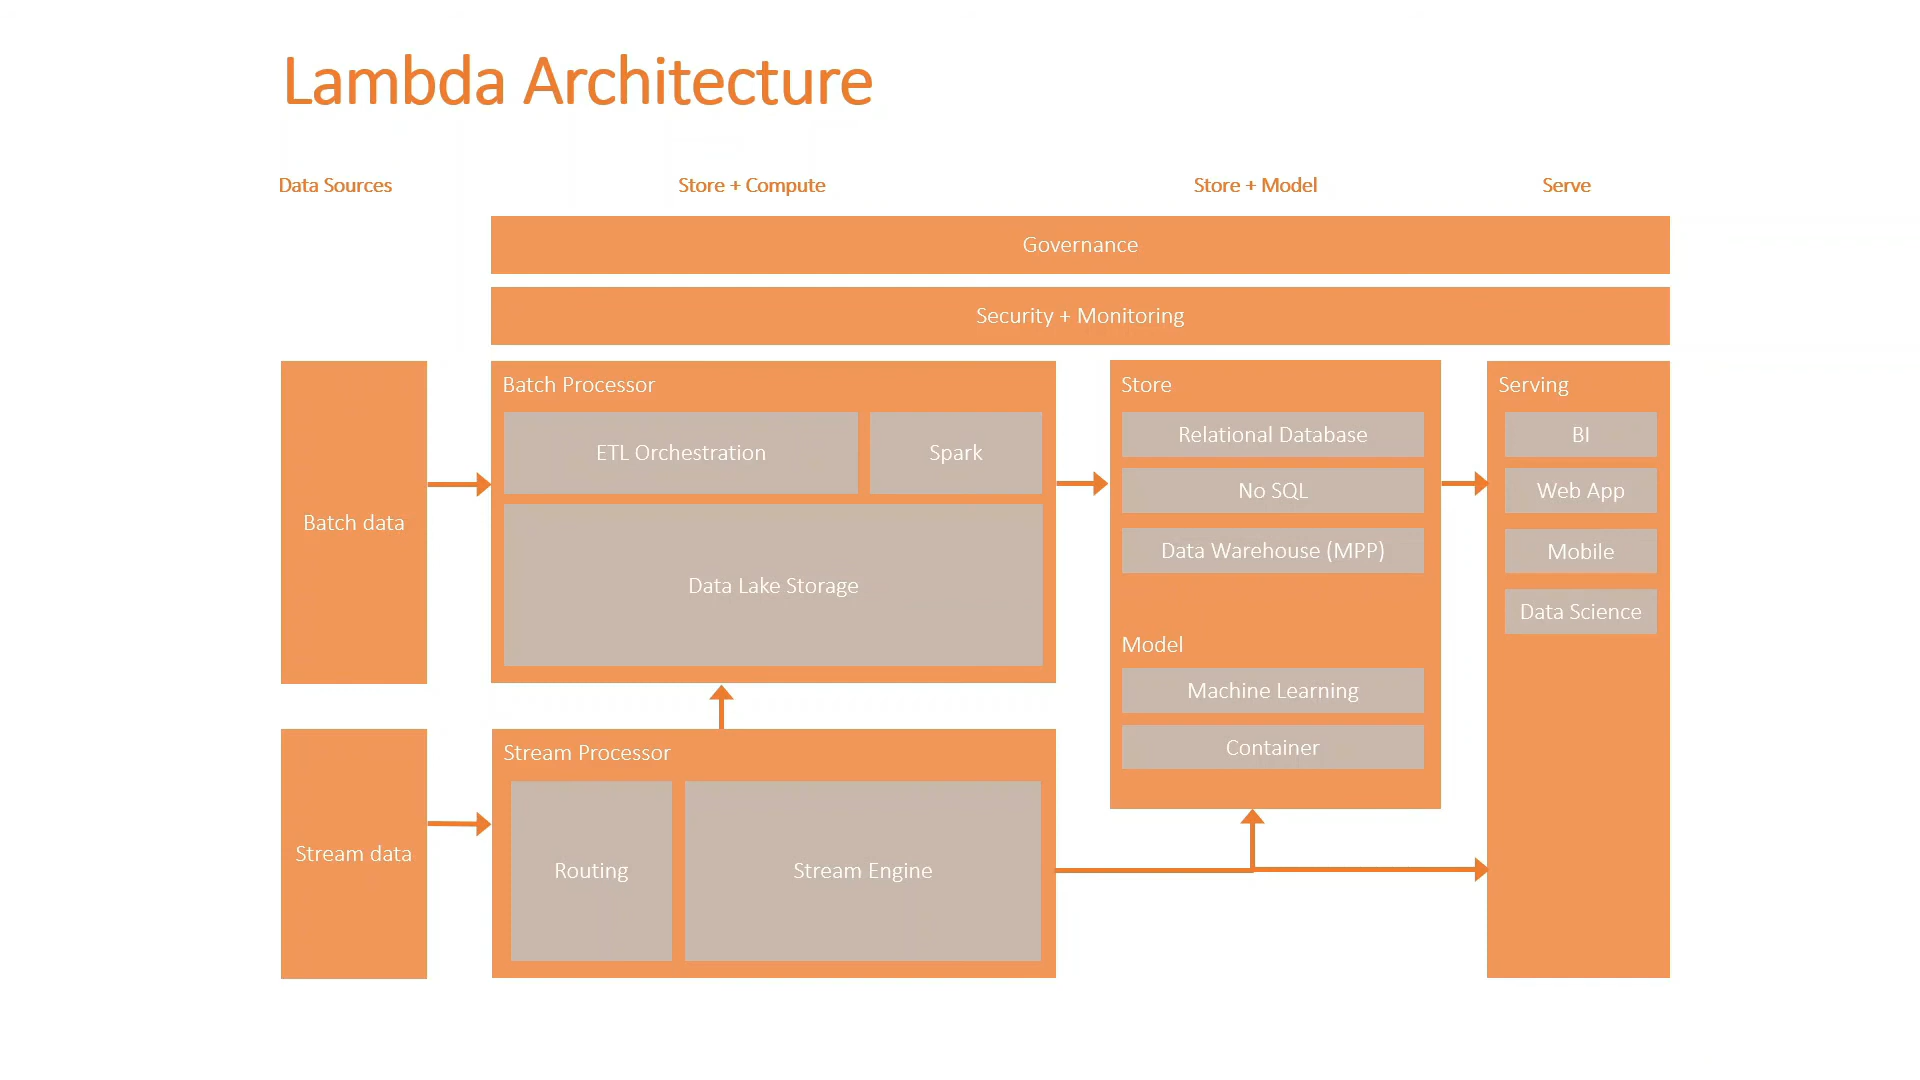 Lambda Architecture
Data Sources
Store + Compute
Store + Model
Serve
Governance
Security + Monitoring
Batch data
Batch Processor
ETL Orchestration
Spark
Data Lake Storage
Store
Relational Database
No SQL
Data Warehouse (MPP)
Model
Machine Learning
Container
Serving
BI
Web App
Mobile
Data Science
Stream data
Stream Processor
Routing
Stream Engine